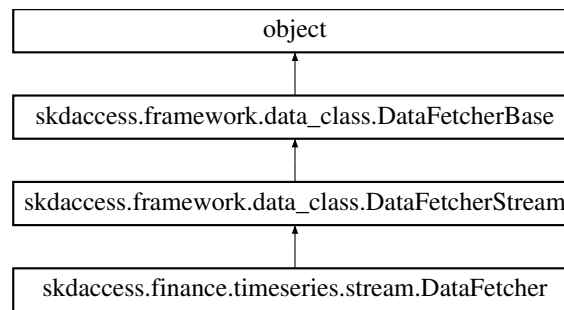 object
skdaccess.framework.data_class.DataFetcherBase
skdaccess.framework.data_class.DataFetcherStream
skdaccess.finance.timeseries.stream.DataFetcher